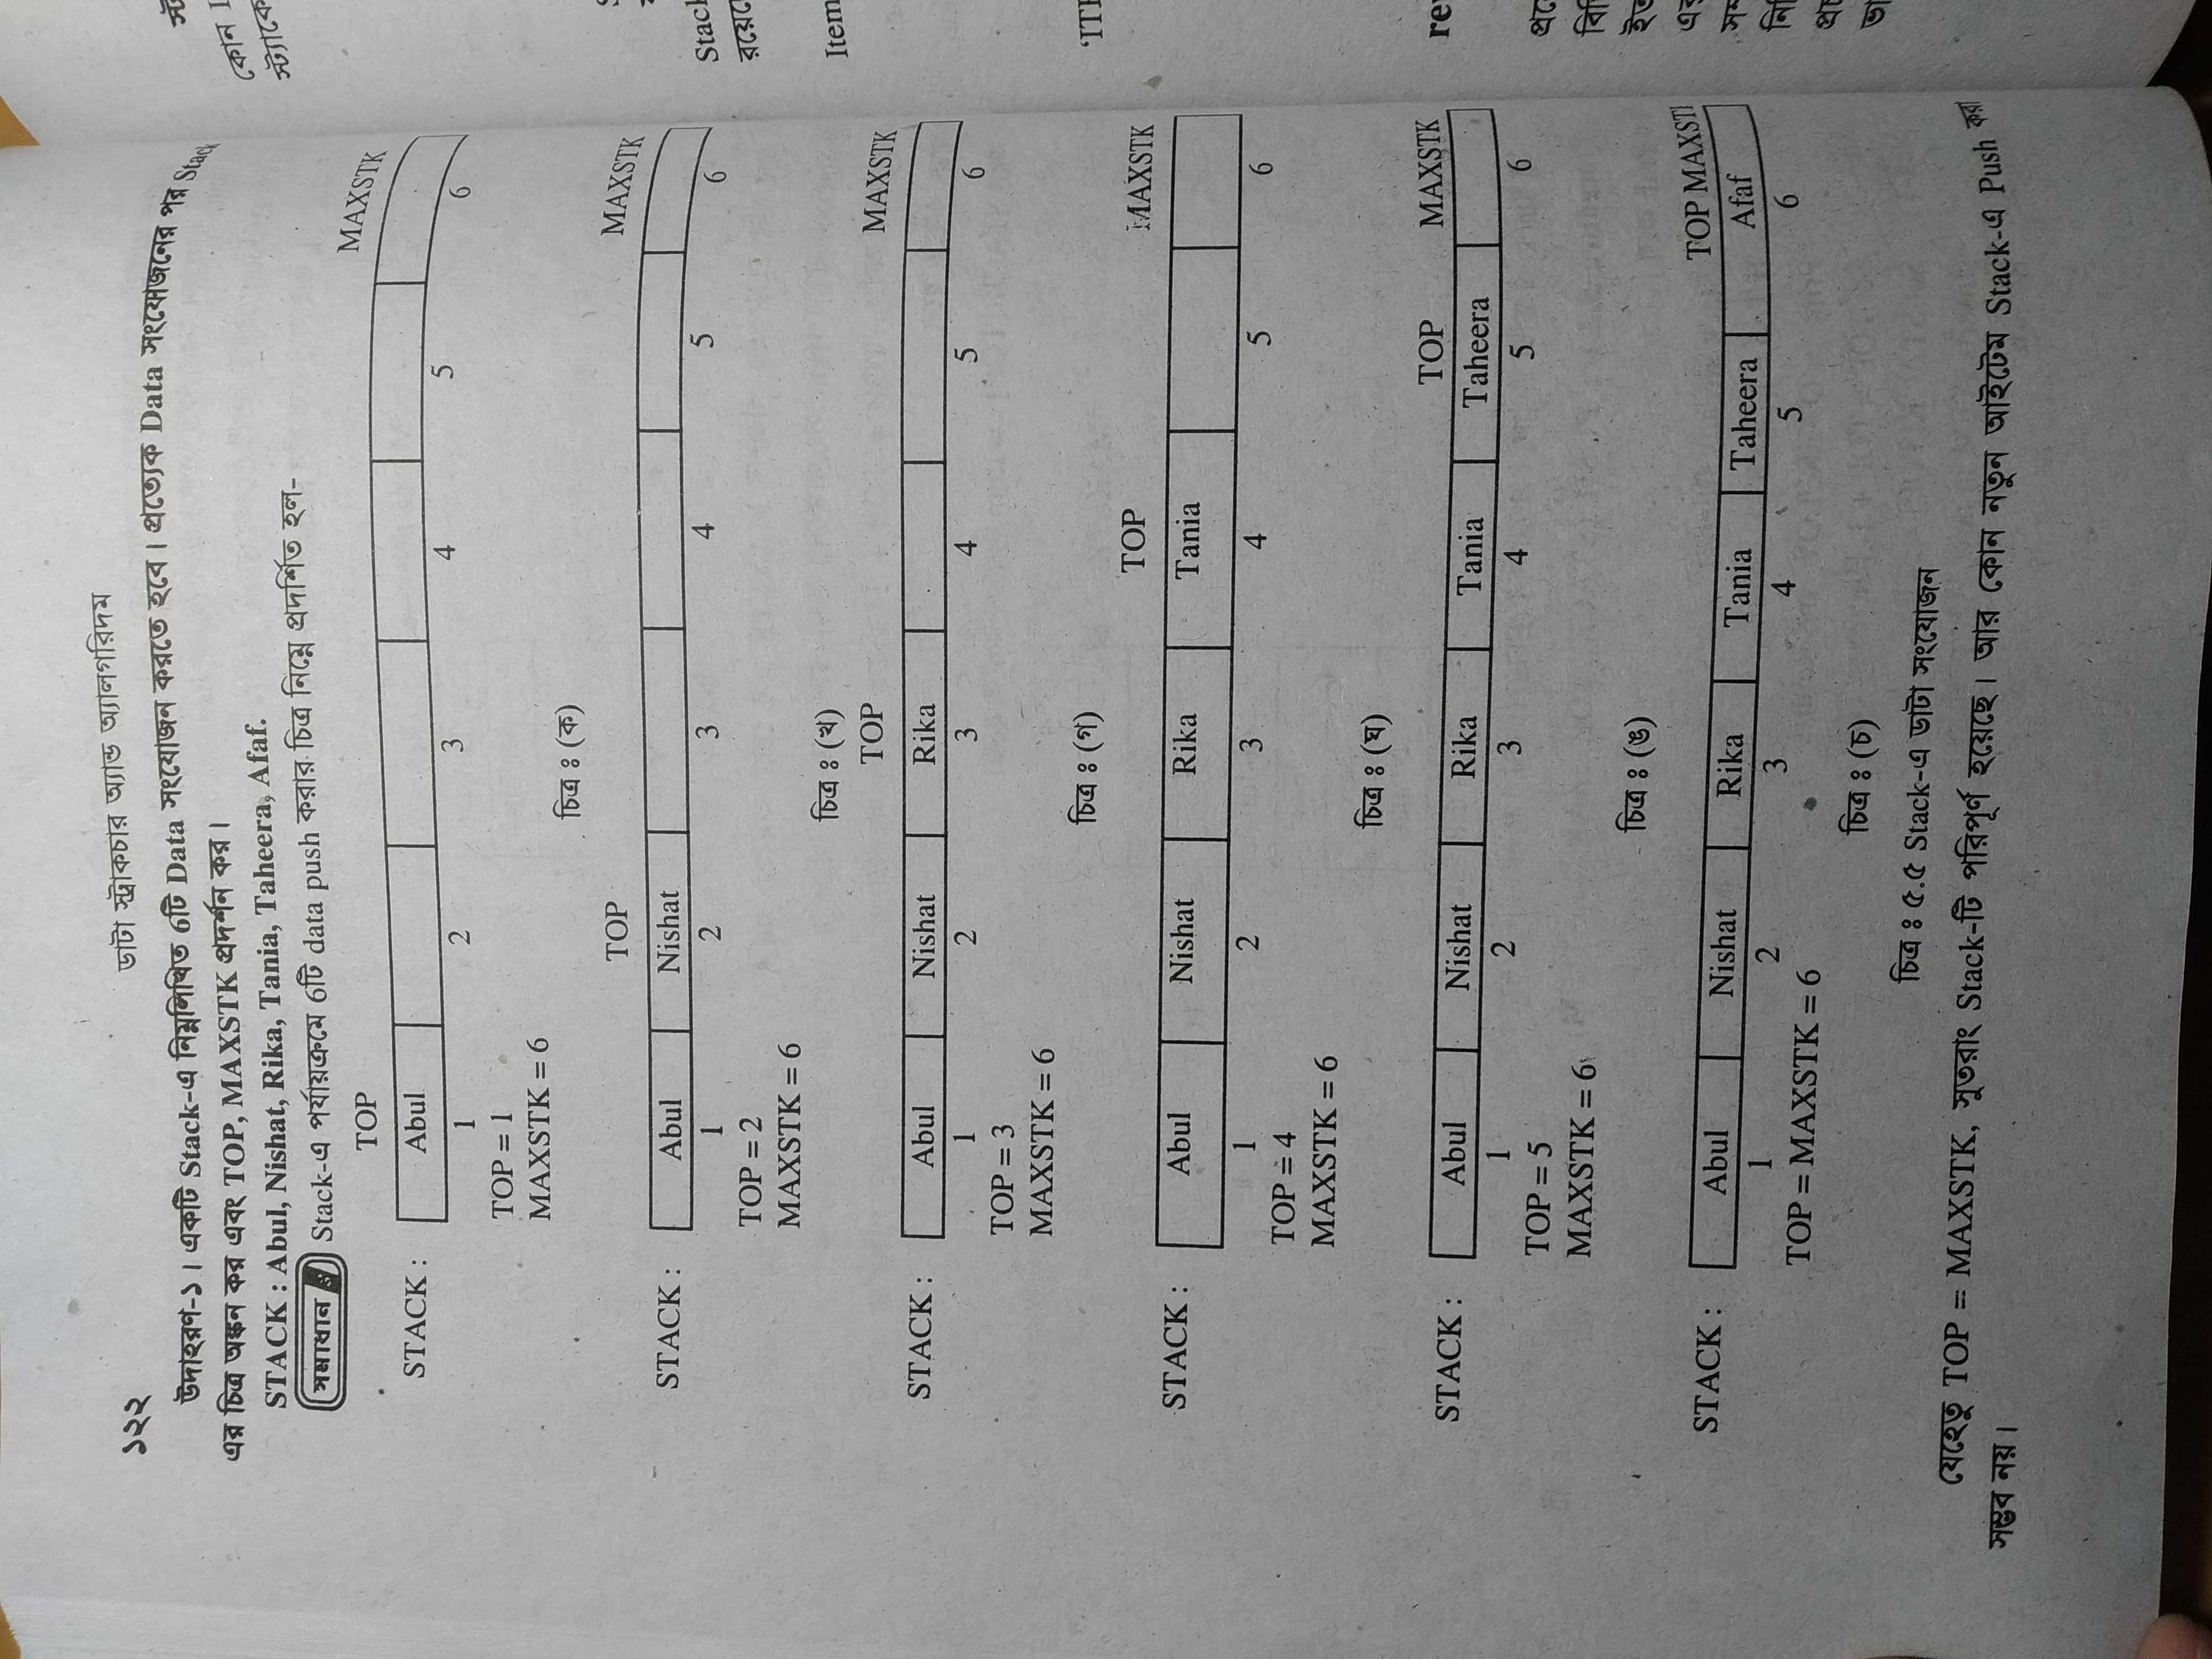 ১২২
ডাটা স্ট্রাকচার অ্যান্ড অ্যালগরিদম
উদাহরণ-১। একটি Stack-এ নিম্নলিখিত 6টি Data সংযোজন করতে হবে। প্রত্যেক Data সংযোজনের পর Stack
এর চিত্র অঙ্কন কর এবং TOP, MAXSTK প্রদর্শন কর।
STACK : Abul, Nishat, Rika, Tania, Taheera, Afaf.
সমাধান ঃ Stack-এ পর্যায়ক্রমে 6টি data push করার চিত্র নিম্নে প্রদর্শিত হল-
TOP MAXSTK
STACK : Abul
1 2 3 4 5 6
TOP = 1
MAXSTK = 6
চিত্র ঃ (ক)
TOP MAXSTK
STACK : Abul Nishat
1 2 3 4 5 6
TOP = 2
MAXSTK = 6
চিত্র ঃ (খ)
TOP MAXSTK
STACK : Abul Nishat Rika
1 2 3 4 5 6
TOP = 3
MAXSTK = 6
চিত্র ঃ (গ)
TOP MAXSTK
STACK : Abul Nishat Rika Tania
1 2 3 4 5 6
TOP = 4
MAXSTK = 6
চিত্র ঃ (ঘ)
TOP MAXSTK
STACK : Abul Nishat Rika Tania Taheera
1 2 3 4 5 6
TOP = 5
MAXSTK = 6
চিত্র ঃ (ঙ)
TOP MAXST
STACK : Abul Nishat Rika Tania Taheera Afaf
1 2 3 4 5 6
TOP = MAXSTK = 6
চিত্র ঃ (চ)
চিত্র ঃ ৫.৫ Stack-এ ডাটা সংযোজন
যেহেতু TOP = MAXSTK, সুতরাং Stack-টি পরিপূর্ণ হয়েছে। আর কোন নতুন আইটেম Stack-এ Push করা
সম্ভব নয়।
কোন
স্ট্যাকে
Stac
রয়েছে
Item